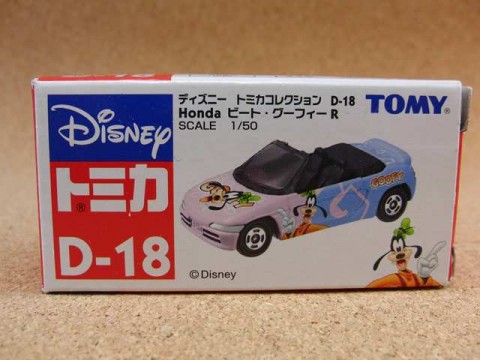 Disney
トミカ
®
D-18
ディズニー トミカコレクション D-18
Honda ビート・グーフィー R
SCALE 1/50
TOMY
GOOFY
©Disney